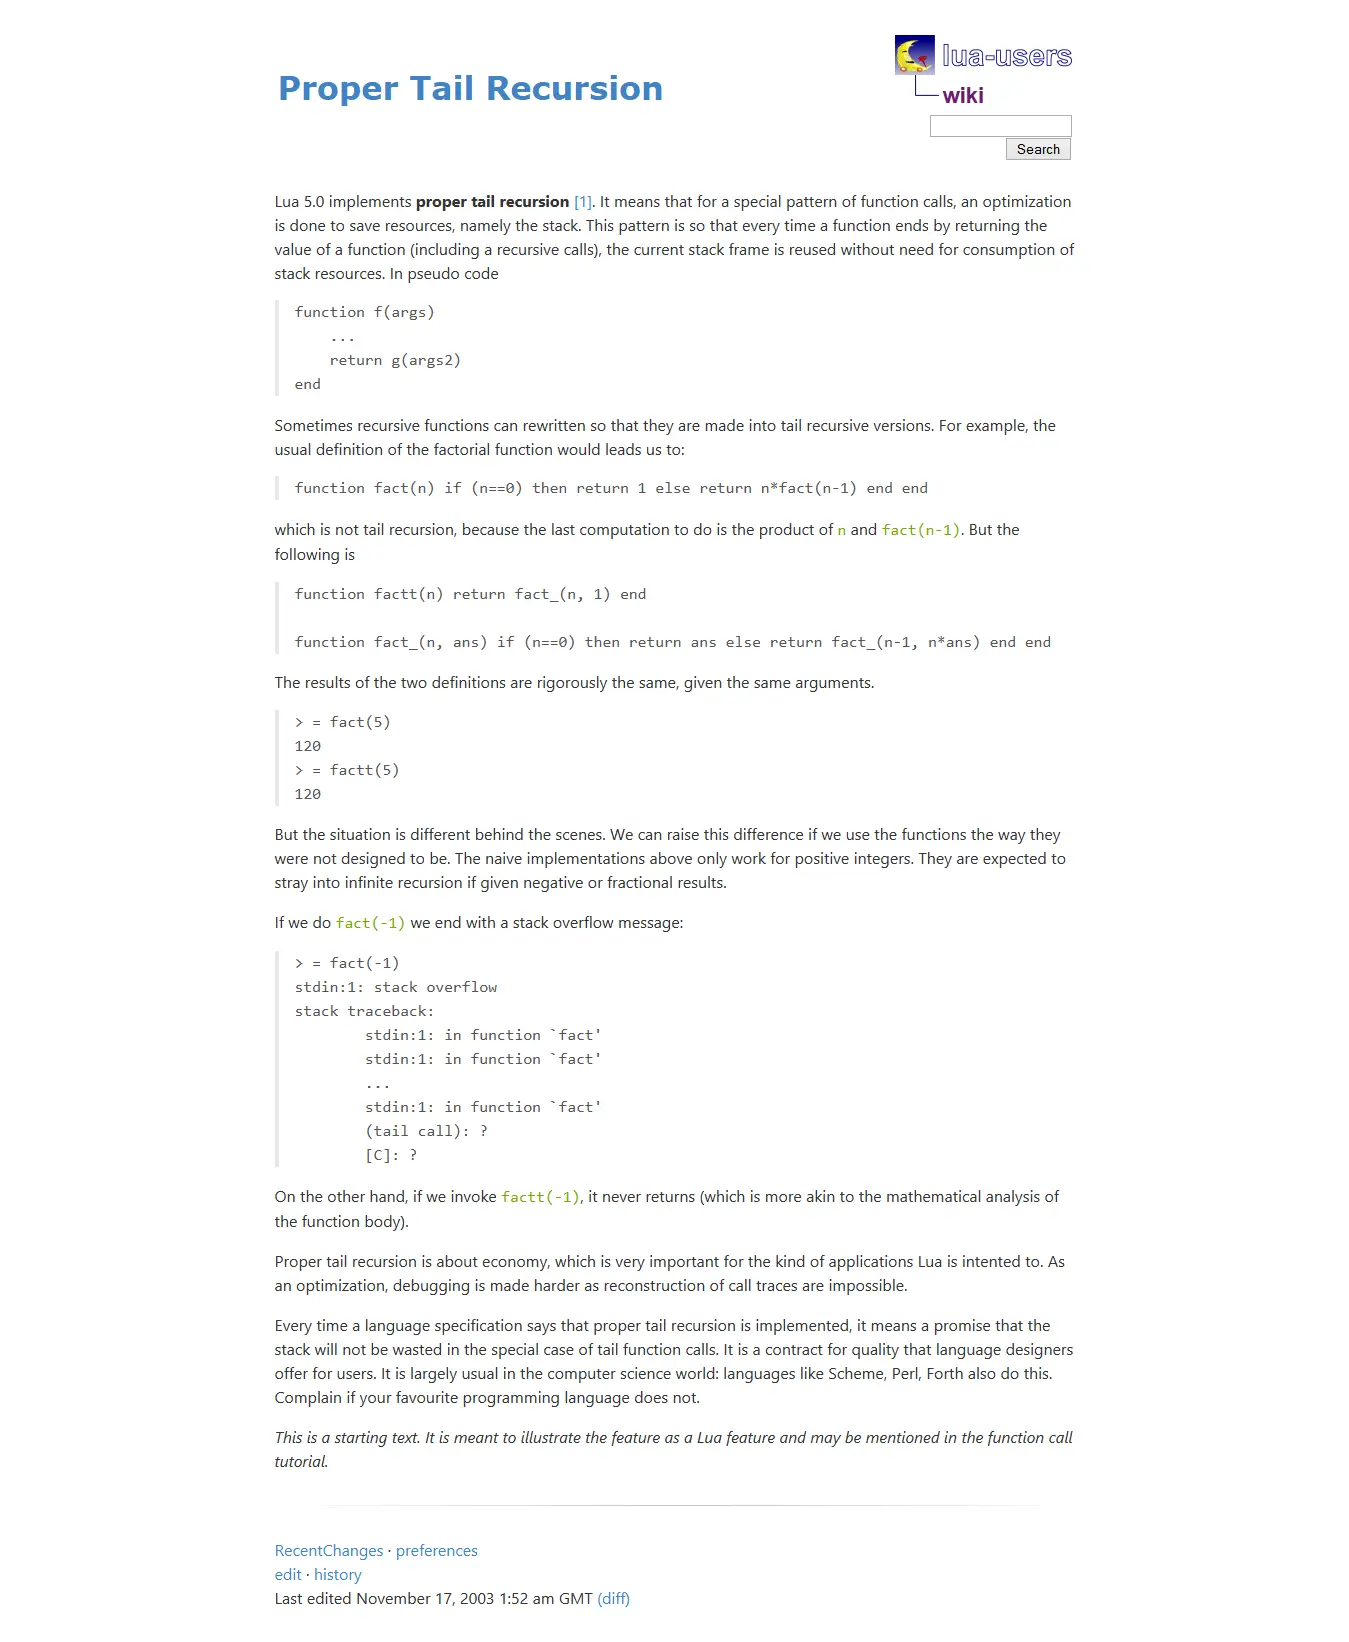 lua-users
Proper Tail Recursion
wiki
Search
Lua 5.0 implements proper tail recursion [1]. It means that for a special pattern of function calls, an optimization
is done to save resources, namely the stack. This pattern is so that every time a function ends by returning the
value of a function (including a recursive calls), the current stack frame is reused without need for consumption of
stack resources. In pseudo code
function f(args)
    ...
    return g(args2)
end
Sometimes recursive functions can rewritten so that they are made into tail recursive versions. For example, the
usual definition of the factorial function would leads us to:
function fact(n) if (n==0) then return 1 else return n*fact(n-1) end end
which is not tail recursion, because the last computation to do is the product of n and fact(n-1). But the
following is
function factt(n) return fact_(n, 1) end
function fact_(n, ans) if (n==0) then return ans else return fact_(n-1, n*ans) end end
The results of the two definitions are rigorously the same, given the same arguments.
> = fact(5)
120
> = factt(5)
120
But the situation is different behind the scenes. We can raise this difference if we use the functions the way they
were not designed to be. The naive implementations above only work for positive integers. They are expected to
stray into infinite recursion if given negative or fractional results.
If we do fact(-1) we end with a stack overflow message:
> = fact(-1)
stdin:1: stack overflow
stack traceback:
        stdin:1: in function `fact'
        stdin:1: in function `fact'
        ...
        stdin:1: in function `fact'
        (tail call): ?
        [C]: ?
On the other hand, if we invoke factt(-1), it never returns (which is more akin to the mathematical analysis of
the function body).
Proper tail recursion is about economy, which is very important for the kind of applications Lua is intented to. As
an optimization, debugging is made harder as reconstruction of call traces are impossible.
Every time a language specification says that proper tail recursion is implemented, it means a promise that the
stack will not be wasted in the special case of tail function calls. It is a contract for quality that language designers
offer for users. It is largely usual in the computer science world: languages like Scheme, Perl, Forth also do this.
Complain if your favourite programming language does not.
This is a starting text. It is meant to illustrate the feature as a Lua feature and may be mentioned in the function call
tutorial.
RecentChanges · preferences
edit · history
Last edited November 17, 2003 1:52 am GMT (diff)